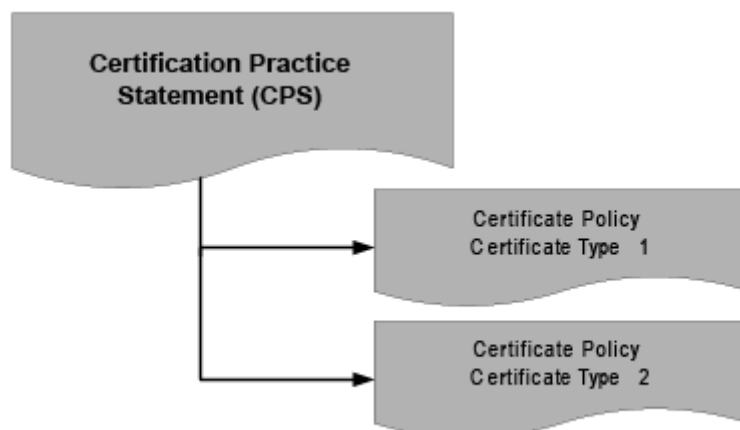 Certification Practice
Statement (CPS)
Certificate Policy
Certificate Type 1
Certificate Policy
Certificate Type 2